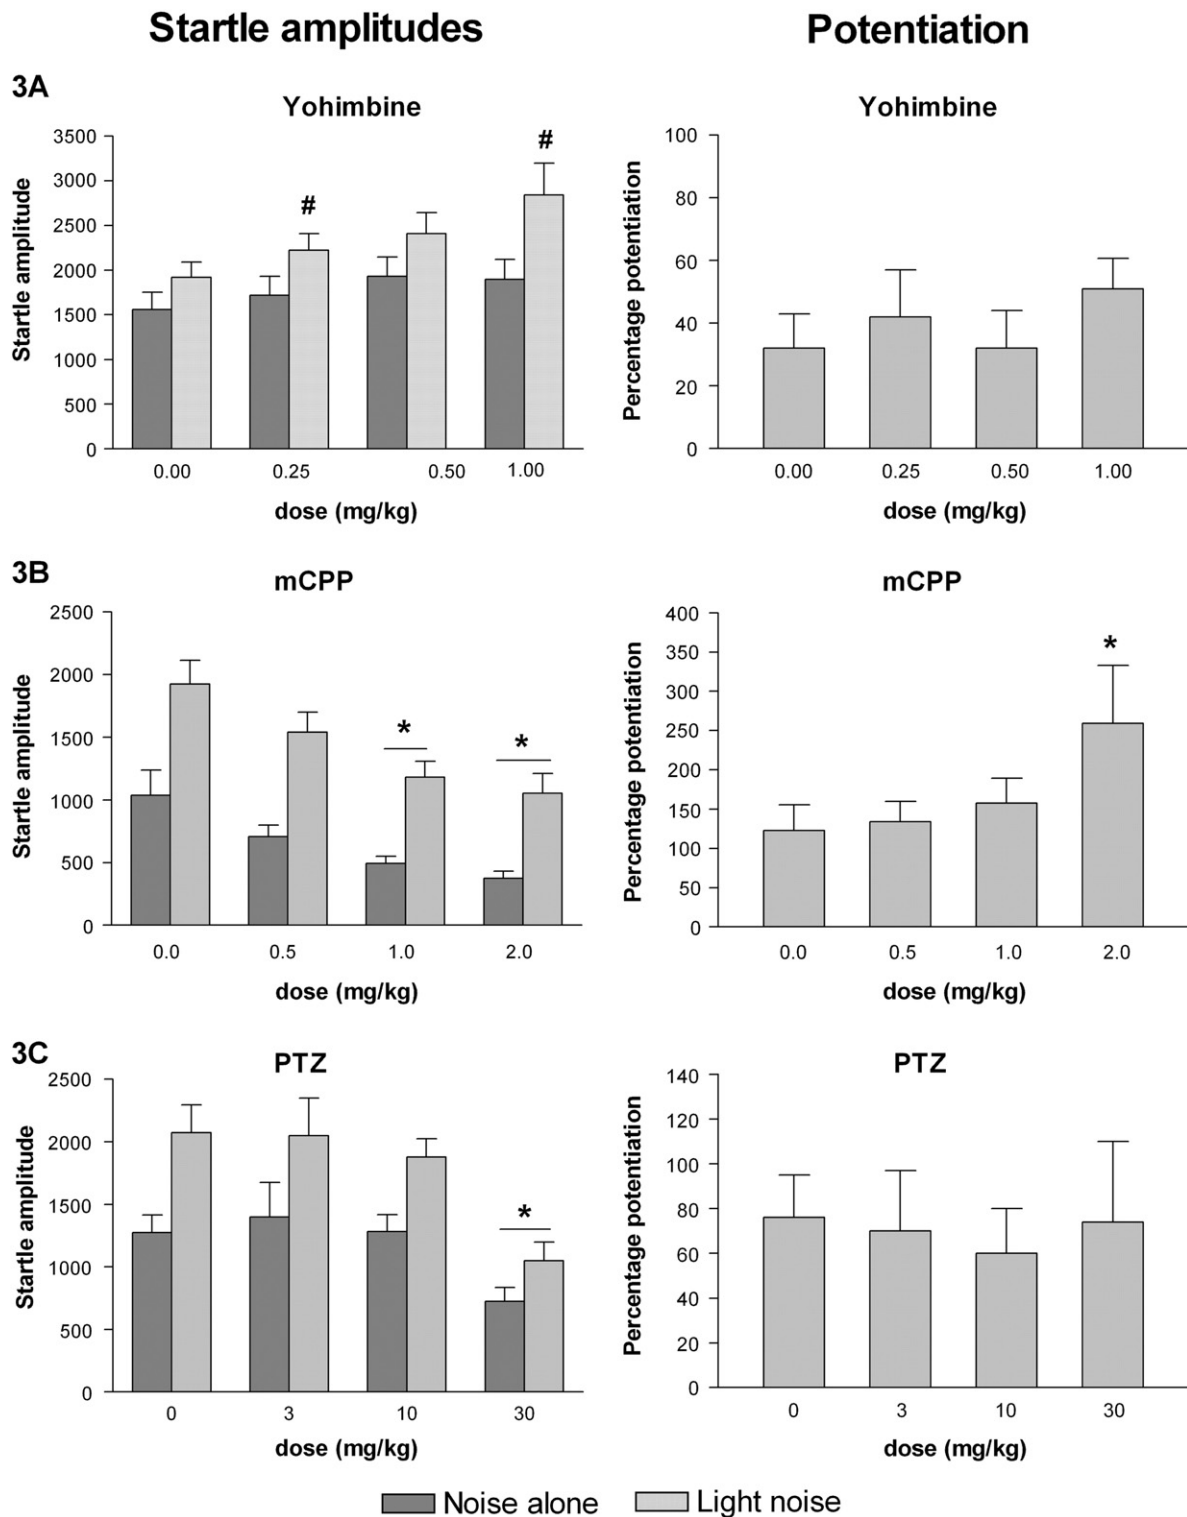 Startle amplitudes
Potentiation
3A
Yohimbine
3500
3000
2500
2000
1500
1000
500
0
Startle amplitude
#
#
0.00 0.25 0.50 1.00
dose (mg/kg)
Yohimbine
100
80
60
40
20
0
Percentage potentiation
0.00 0.25 0.50 1.00
dose (mg/kg)
3B
mCPP
2500
2000
1500
1000
500
0
Startle amplitude
*
*
0.0 0.5 1.0 2.0
dose (mg/kg)
mCPP
400
350
300
250
200
150
100
50
0
Percentage potentiation
*
0.0 0.5 1.0 2.0
dose (mg/kg)
3C
PTZ
2500
2000
1500
1000
500
0
Startle amplitude
*
0 3 10 30
dose (mg/kg)
PTZ
140
120
100
80
60
40
20
0
Percentage potentiation
0 3 10 30
dose (mg/kg)
Noise alone
Light noise